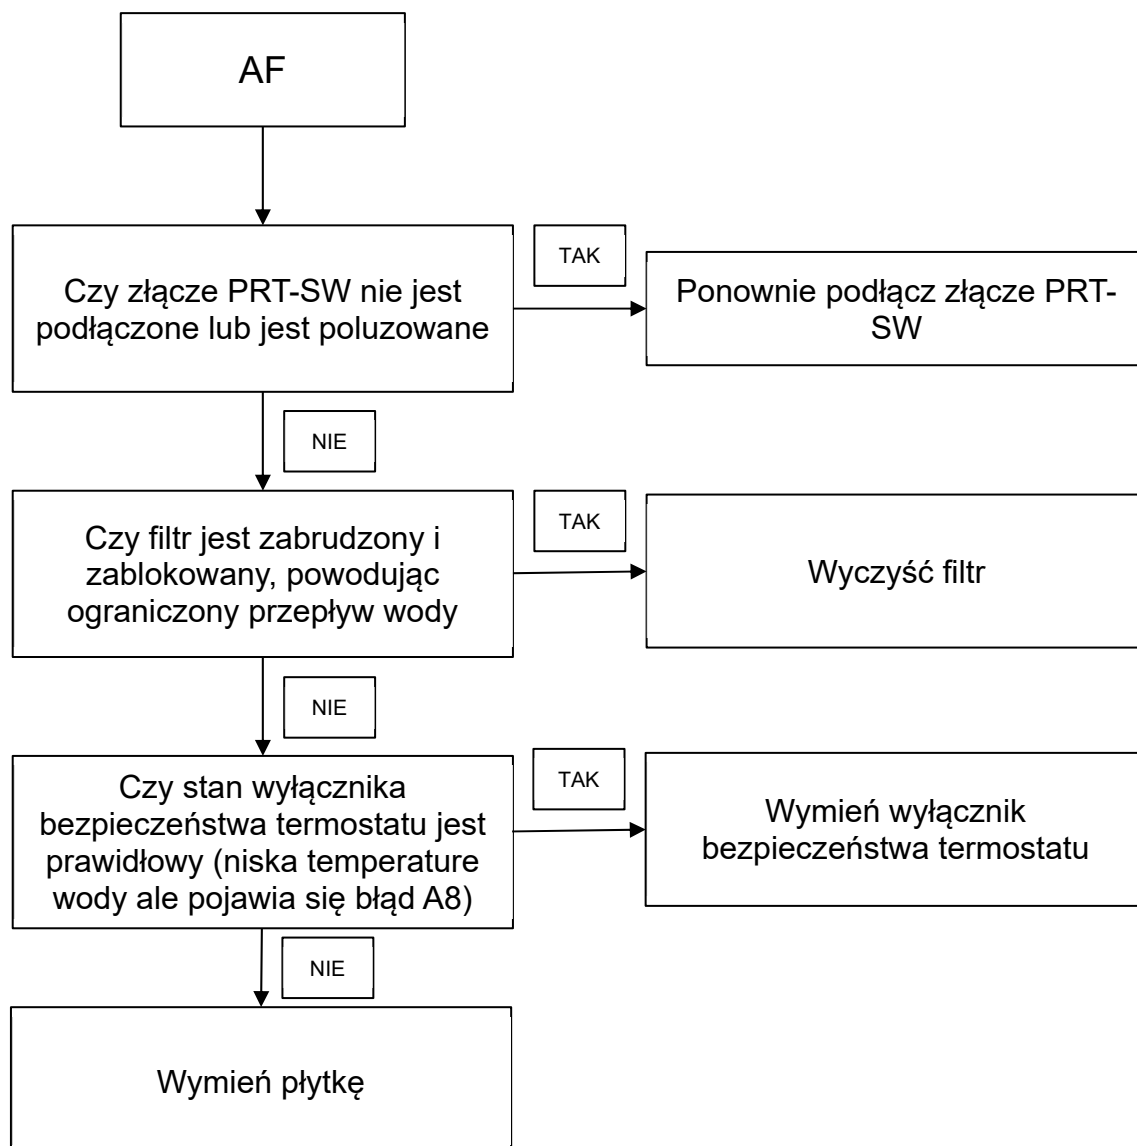 AF
TAK
Czy złącze PRT-SW nie jest
podłączone lub jest poluzowane
Ponownie podłącz złącze PRT-
SW
NIE
TAK
Czy filtr jest zabrudzony i
zablokowany, powodując
ograniczony przepływ wody
Wyczyść filtr
NIE
TAK
Czy stan wyłącznika
bezpieczeństwa termostatu jest
prawidłowy (niska temperature
wody ale pojawia się błąd A8)
Wymień wyłącznik
bezpieczeństwa termostatu
NIE
Wymień płytkę